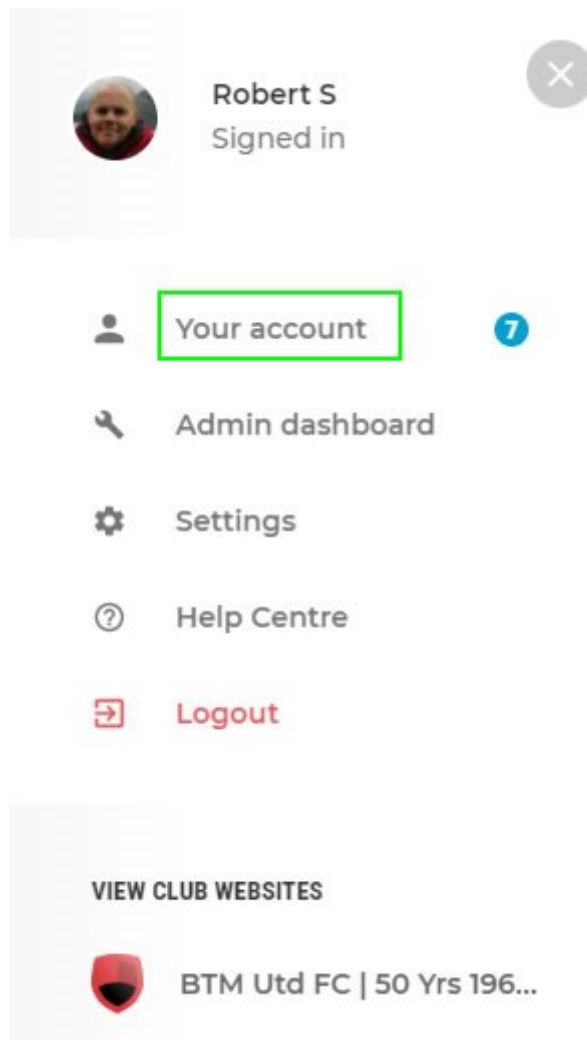 Robert S
Signed in
Your account 7
Admin dashboard
Settings
Help Centre
Logout
VIEW CLUB WEBSITES
BTM Utd FC | 50 Yrs 196...